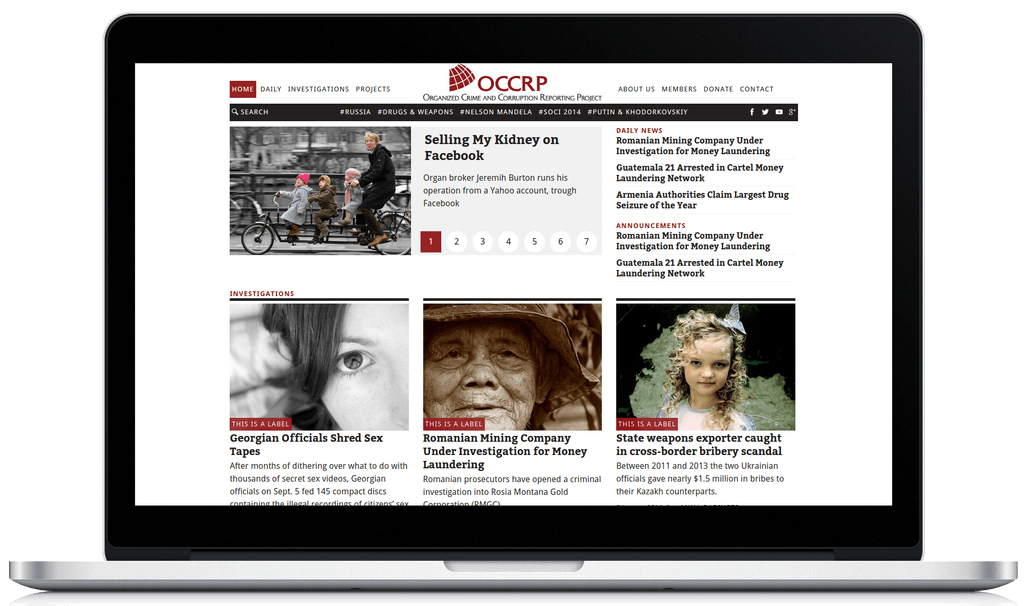 HOME DAILY INVESTIGATIONS PROJECTS
OCCRP
ORGANIZED CRIME AND CORRUPTION REPORTING PROJECT
ABOUT US MEMBERS DONATE CONTACT
SEARCH #RUSSIA #DRUGS & WEAPONS #NELSON MANDELA #SOCI 2014 #PUTIN & KHODORKOVSKIY
Selling My Kidney on
Facebook
Organ broker Jeremih Burton runs his
operation from a Yahoo account, trough
Facebook
1 2 3 4 5 6 7
DAILY NEWS
Romanian Mining Company Under
Investigation for Money Laundering
Guatemala 21 Arrested in Cartel Money
Laundering Network
Armenia Authorities Claim Largest Drug
Seizure of the Year
ANNOUNCEMENTS
Romanian Mining Company Under
Investigation for Money Laundering
Guatemala 21 Arrested in Cartel Money
Laundering Network
INVESTIGATIONS
THIS IS A LABEL
Georgian Officials Shred Sex
Tapes
After months of dithering over what to do with
thousands of secret sex videos, Georgian
officials on Sept. 5 fed 145 compact discs
containing the illegal recordings of citizens' sex
THIS IS A LABEL
Romanian Mining Company
Under Investigation for Money
Laundering
Romanian prosecutors have opened a criminal
investigation into Rosia Montana Gold
Corporation (RMGC)
THIS IS A LABEL
State weapons exporter caught
in cross-border bribery scandal
Between 2011 and 2013 the two Ukrainian
officials gave nearly $1.5 million in bribes to
their Kazakh counterparts.